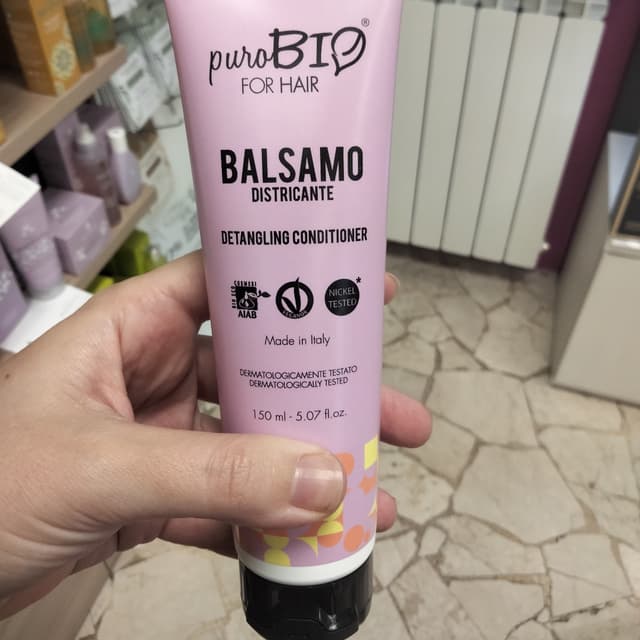 puroBIO®
FOR HAIR
BALSAMO
DISTRICANTE
DETANGLING CONDITIONER
AIAB
NICKEL
TESTED*
Made in Italy
DERMATOLOGICAMENTE TESTATO
DERMATOLOGICALLY TESTED
150 ml - 5.07 fl.oz.